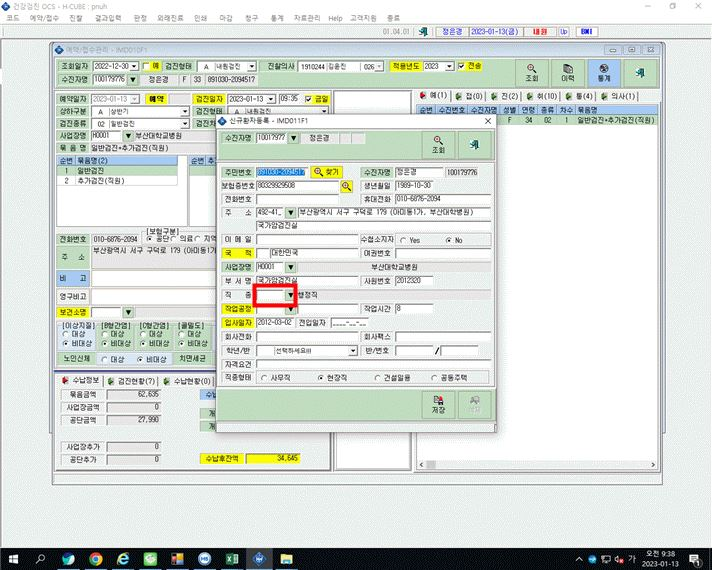 건강검진 OCS - H-CUBE : pnuh
코드 예약/접수 진찰 결과입력 판정 외래진료 인쇄 마감 청구 통계 자료관리 Help 고객지원 종료
01.04.01 정은경 2023-01-13(금) 내원 Up BMI
예약/접수관리 - IMD010F1
조회일자 2022-12-30 예 검진형태 A 내원검진 진찰의사 1910244 김윤진 026 적용년도 2023 전송
수진자명 100179776 정은경 F 33 891030-209451?
조회 이력 통계
예약일자 2023-01-13 예약 검진일자 2023-01-13 09:35 금일
상하구분 A 상반기
검진종류 02 일반검진
사업장명 H0001 부산대학교병원
묶 음 명 일반검진+추가검진(직원)
순번 묶음명(2)
1 일반검진
2 추가검진(직원)
[보험구분]
전화번호 010-6876-2094 공단 의료 지역
주 소 부산광역시 서구 구덕로 179 (아미동1가, 부산대학
비 고
영구비고
보건소명
[이상지질] [B형간염] [C형간염] [골밀도]
대상 대상 대상 대상
비대상 비대상 비대상 비대상
노인신체 대상 비대상 치면세균
수납정보 검진현황(7) 수납현황(0)
묶음금액 62,635
사업장금액 0
공단금액 27,990
사업장추가 0
공단추가 0 수납후잔액 34,645
예(1) 접(0) 진(2) 취(10) 통(4) 의사(1)
순번 수진번호 수진자명 성별 연령 종류 차수 묶음명
F 34 02 1 일반검진+추가검진(직원)
신규환자등록 - IMD011F1
수진자명 10017977? 정은경
조회
주민번호 891030-209451? 찾기 수진자명 정은경 100179776
보험증번호 80329929508 생년월일 1989-10-30
전화번호 휴대전화 010-6876-2094
주 소 492-41_ 부산광역시 서구 구덕로 179 (아미동1가, 부산대학병원)
국가암검진실
이 메 일 수첩소지자 Yes No
국 적 대한민국 여권번호
사업장명 H0001 부산대학교병원
부 서 명 국가암검진실 사원번호 2012320
직 종 행정직
작업공정 작업시간 8
입사일자 2012-03-02 전입일자 ____-__-__
회사전화 회사팩스
학년/반 선택하세요!!! 반/번호 /
자격요건
직종형태 사무직 현장직 건설일용 공동주택
저장
오전 9:38
2023-01-13